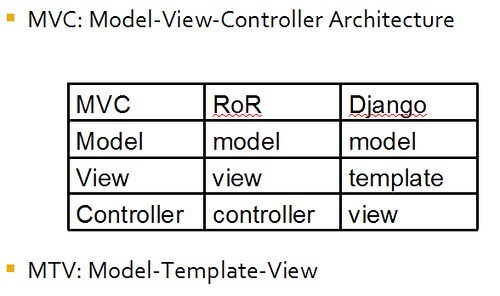 MVC: Model-View-Controller Architecture
MVC RoR Django
Model model model
View view template
Controller controller view
MTV: Model-Template-View